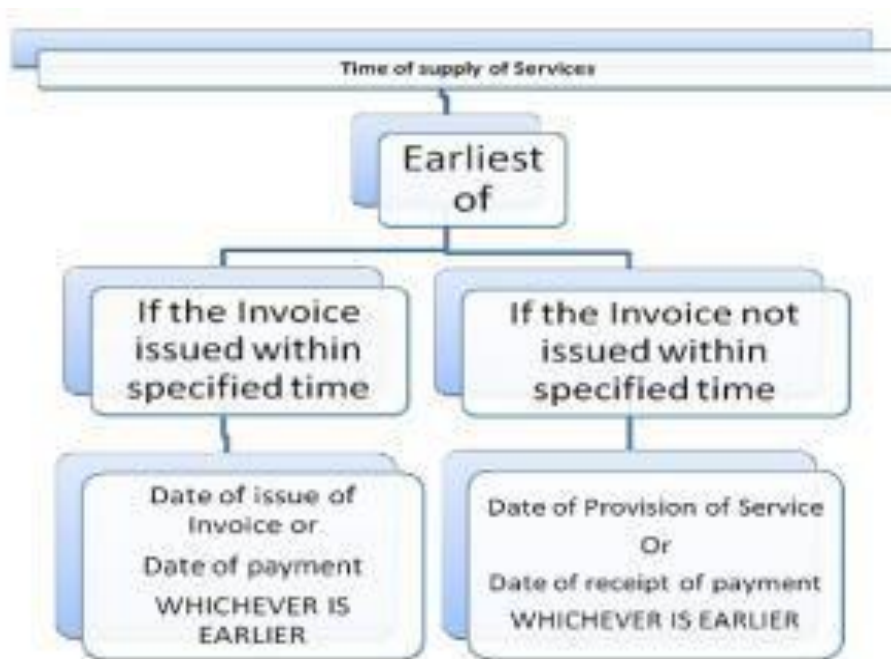 Time of supply of Services
Earliest
of
If the Invoice
issued within
specified time
If the Invoice not
issued within
specified time
Date of issue of
Invoice or
Date of payment
WHICHEVER IS
EARLIER
Date of Provision of Service
Or
Date of receipt of payment
WHICHEVER IS EARLIER